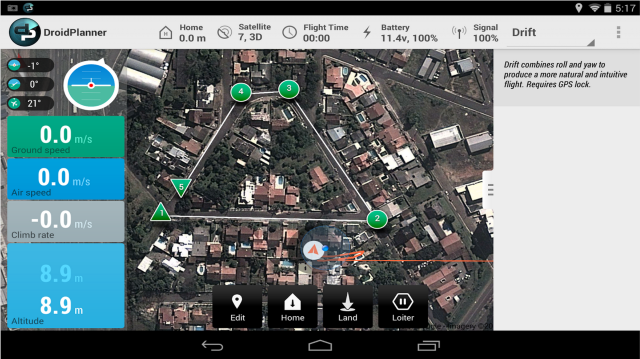 5:17
DroidPlanner
Home
0.0 m
Satellite
7, 3D
Flight Time
00:00
Battery
11.4v, 100%
Signal
100%
Drift
Drift combines roll and yaw to
produce a more natural and intuitive
flight. Requires GPS lock.
-1°
0°
21°
0.0 m/s
Ground speed
0.0 m/s
Air speed
-0.0 m/s
Climb rate
8.9 m
8.9 m
Altitude
4
3
5
1
2
Edit
Home
Land
Loiter
Imagery ©2